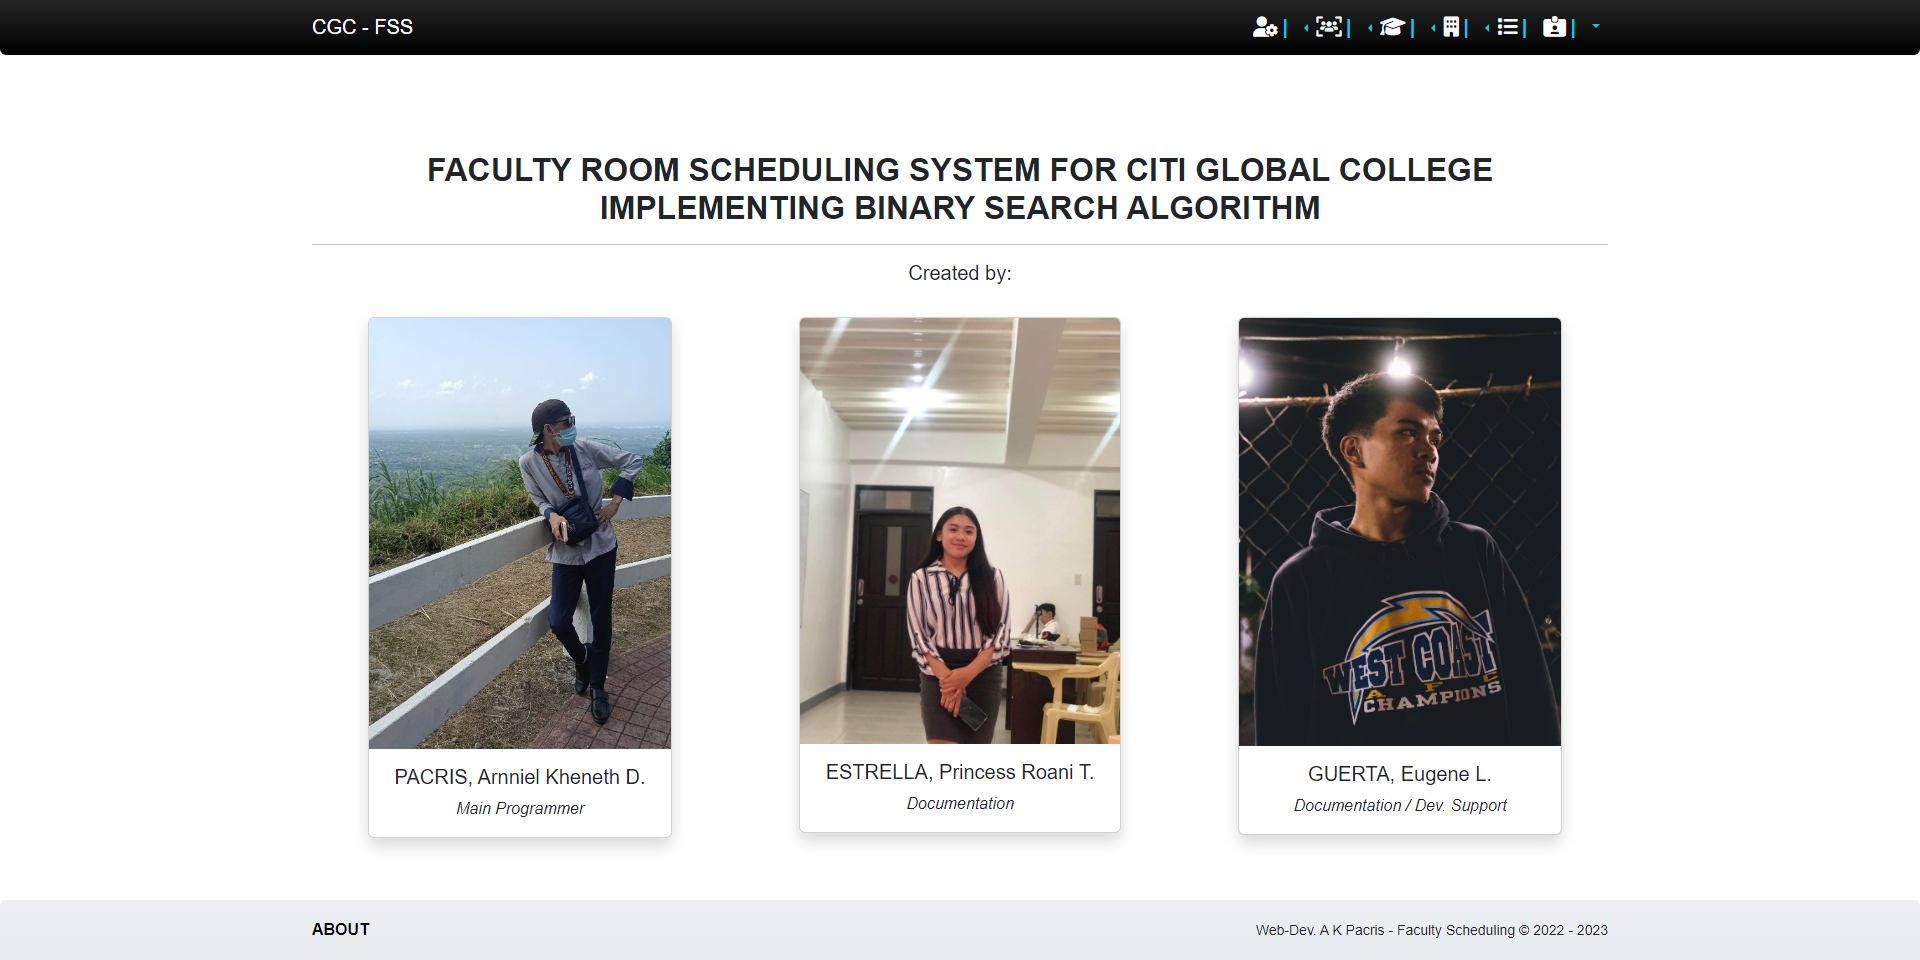 CGC - FSS
FACULTY ROOM SCHEDULING SYSTEM FOR CITI GLOBAL COLLEGE
IMPLEMENTING BINARY SEARCH ALGORITHM
Created by:
WEST COAST
A F C
CHAMPIONS
PACRIS, Arnniel Kheneth D.
Main Programmer
ESTRELLA, Princess Roani T.
Documentation
GUERTA, Eugene L.
Documentation / Dev. Support
ABOUT
Web-Dev. A K Pacris - Faculty Scheduling © 2022 - 2023